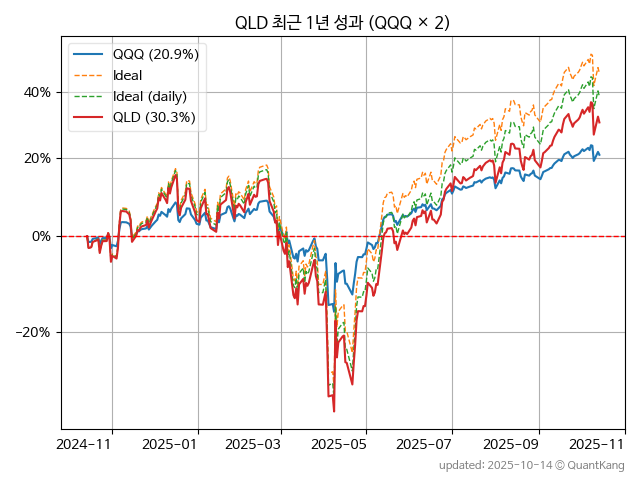 QLD 최근 1년 성과 (QQQ × 2)
QQQ (20.9%)
Ideal
Ideal (daily)
QLD (30.3%)
40%
20%
0%
−20%
2024−11
2025−01
2025−03
2025−05
2025−07
2025−09
2025−11
updated: 2025-10-14 © QuantKang